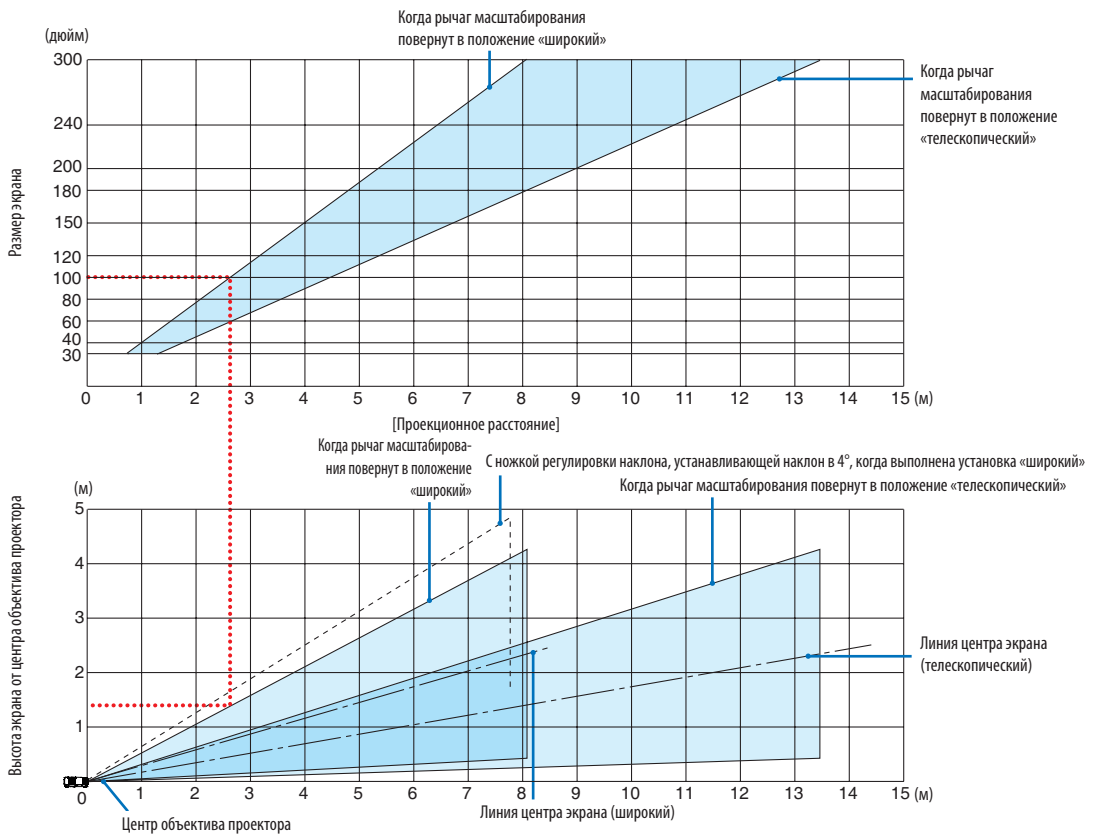 Когда рычаг масштабирования
повернут в положение «широкий»
(дюйм)
Когда рычаг
масштабирования
повернут в положение
«телескопический»
Размер экрана
300
240
200
180
150
120
100
80
60
40
30
0 1 2 3 4 5 6 7 8 9 10 11 12 13 14 15 (м)
[Проекционное расстояние]
Когда рычаг масштабирова-
ния повернут в положение
«широкий»
С ножкой регулировки наклона, устанавливающей наклон в 4°, когда выполнена установка «широкий»
Когда рычаг масштабирования повернут в положение «телескопический»
(м)
Высота экрана от центра объектива проектора
5
4
3
2
1
Линия центра экрана
(телескопический)
0 1 2 3 4 5 6 7 8 9 10 11 12 13 14 15 (м)
Линия центра экрана (широкий)
Центр объектива проектора